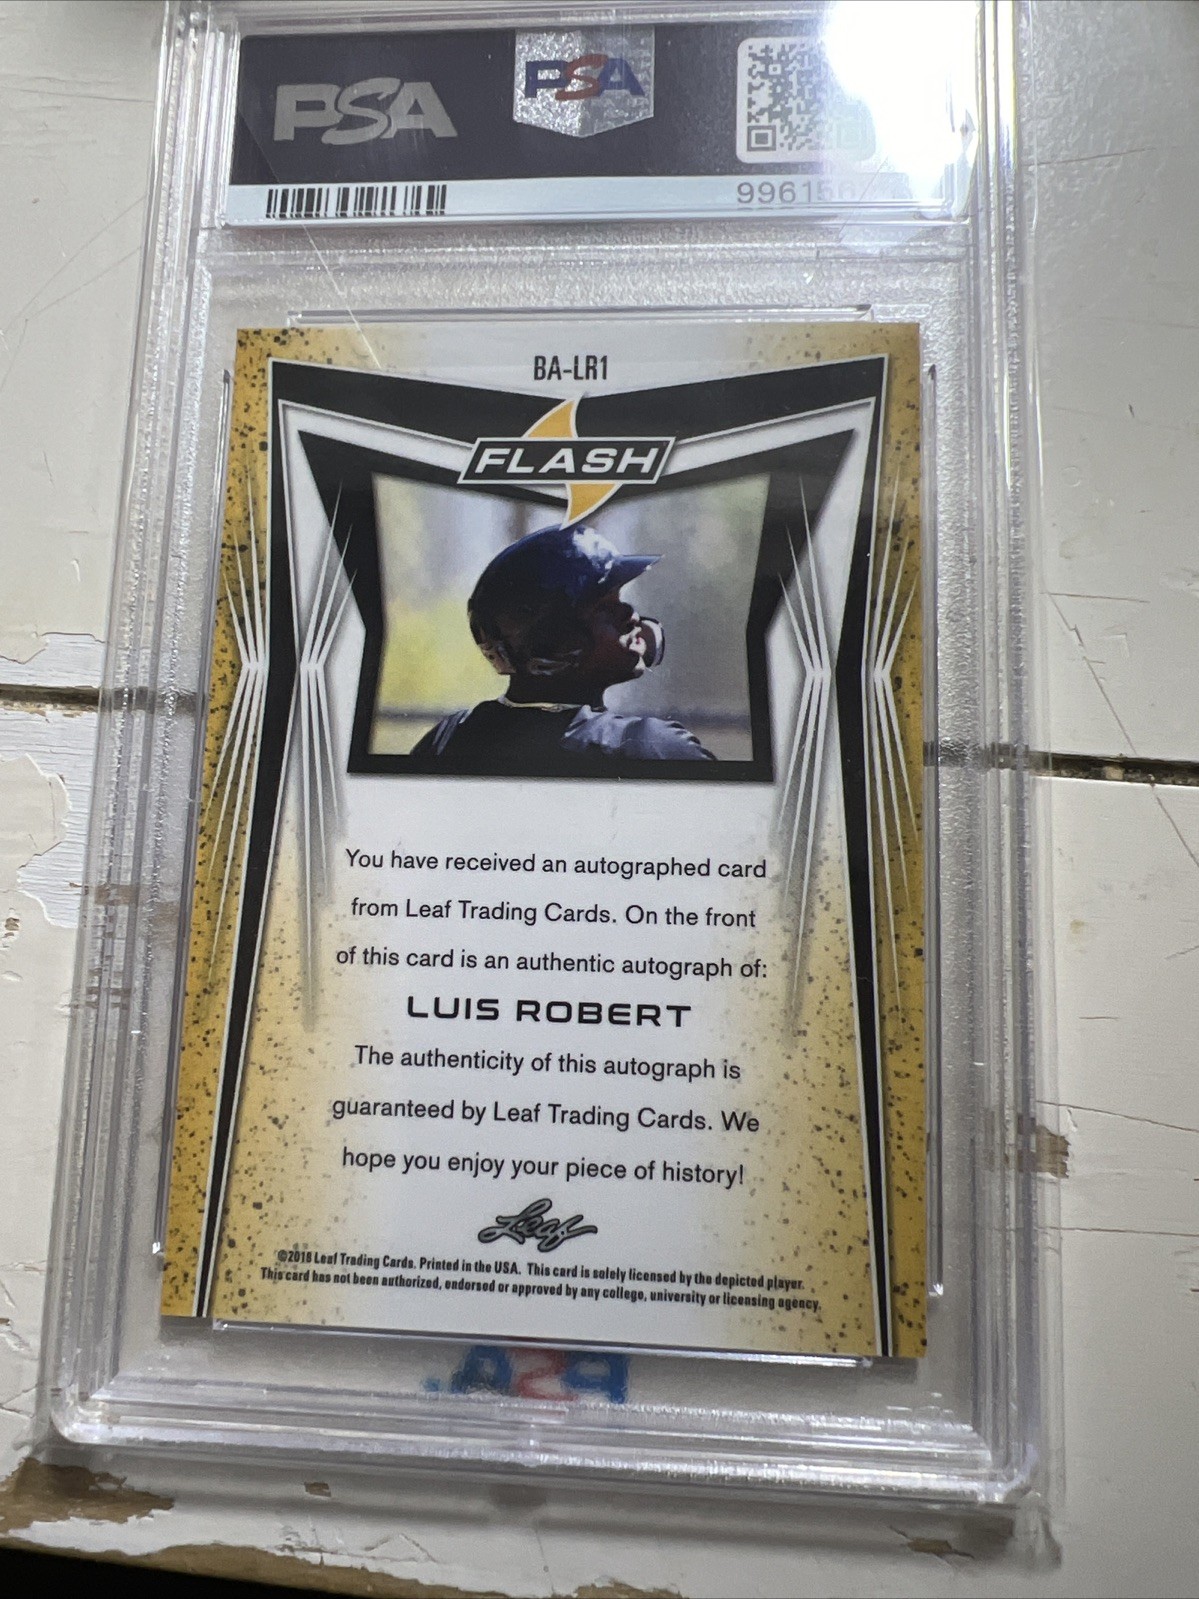 PSA
PSA
BA-LR1
FLASH
You have received an autographed card
from Leaf Trading Cards. On the front
of this card is an authentic autograph of:
LUIS ROBERT
The authenticity of this autograph is
guaranteed by Leaf Trading Cards. We
hope you enjoy your piece of history!
Leaf
©2018 Leaf Trading Cards. Printed in the USA. This card is solely licensed by the depicted player.
This card has not been authorized, endorsed or approved by any college, university or licensing agency.
PSA